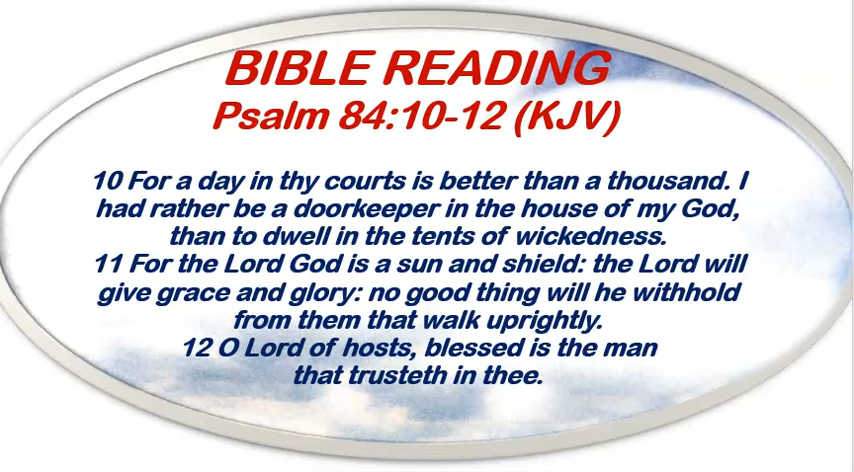 BIBLE READING
Psalm 84:10-12 (KJV)
10 For a day in thy courts is better than a thousand. I
had rather be a doorkeeper in the house of my God,
than to dwell in the tents of wickedness.
11 For the Lord God is a sun and shield: the Lord will
give grace and glory: no good thing will he withhold
from them that walk uprightly.
12 O Lord of hosts, blessed is the man
that trusteth in thee.